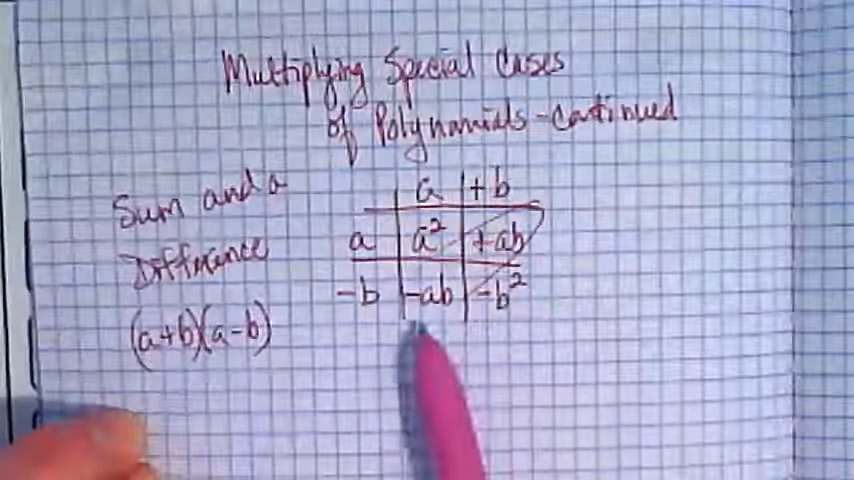 Multiplying Special Cases
of Polynomials - Continued
Sum and a
Difference
(a+b)(a-b)
a +b
a a² +ab
-b -ab -b²